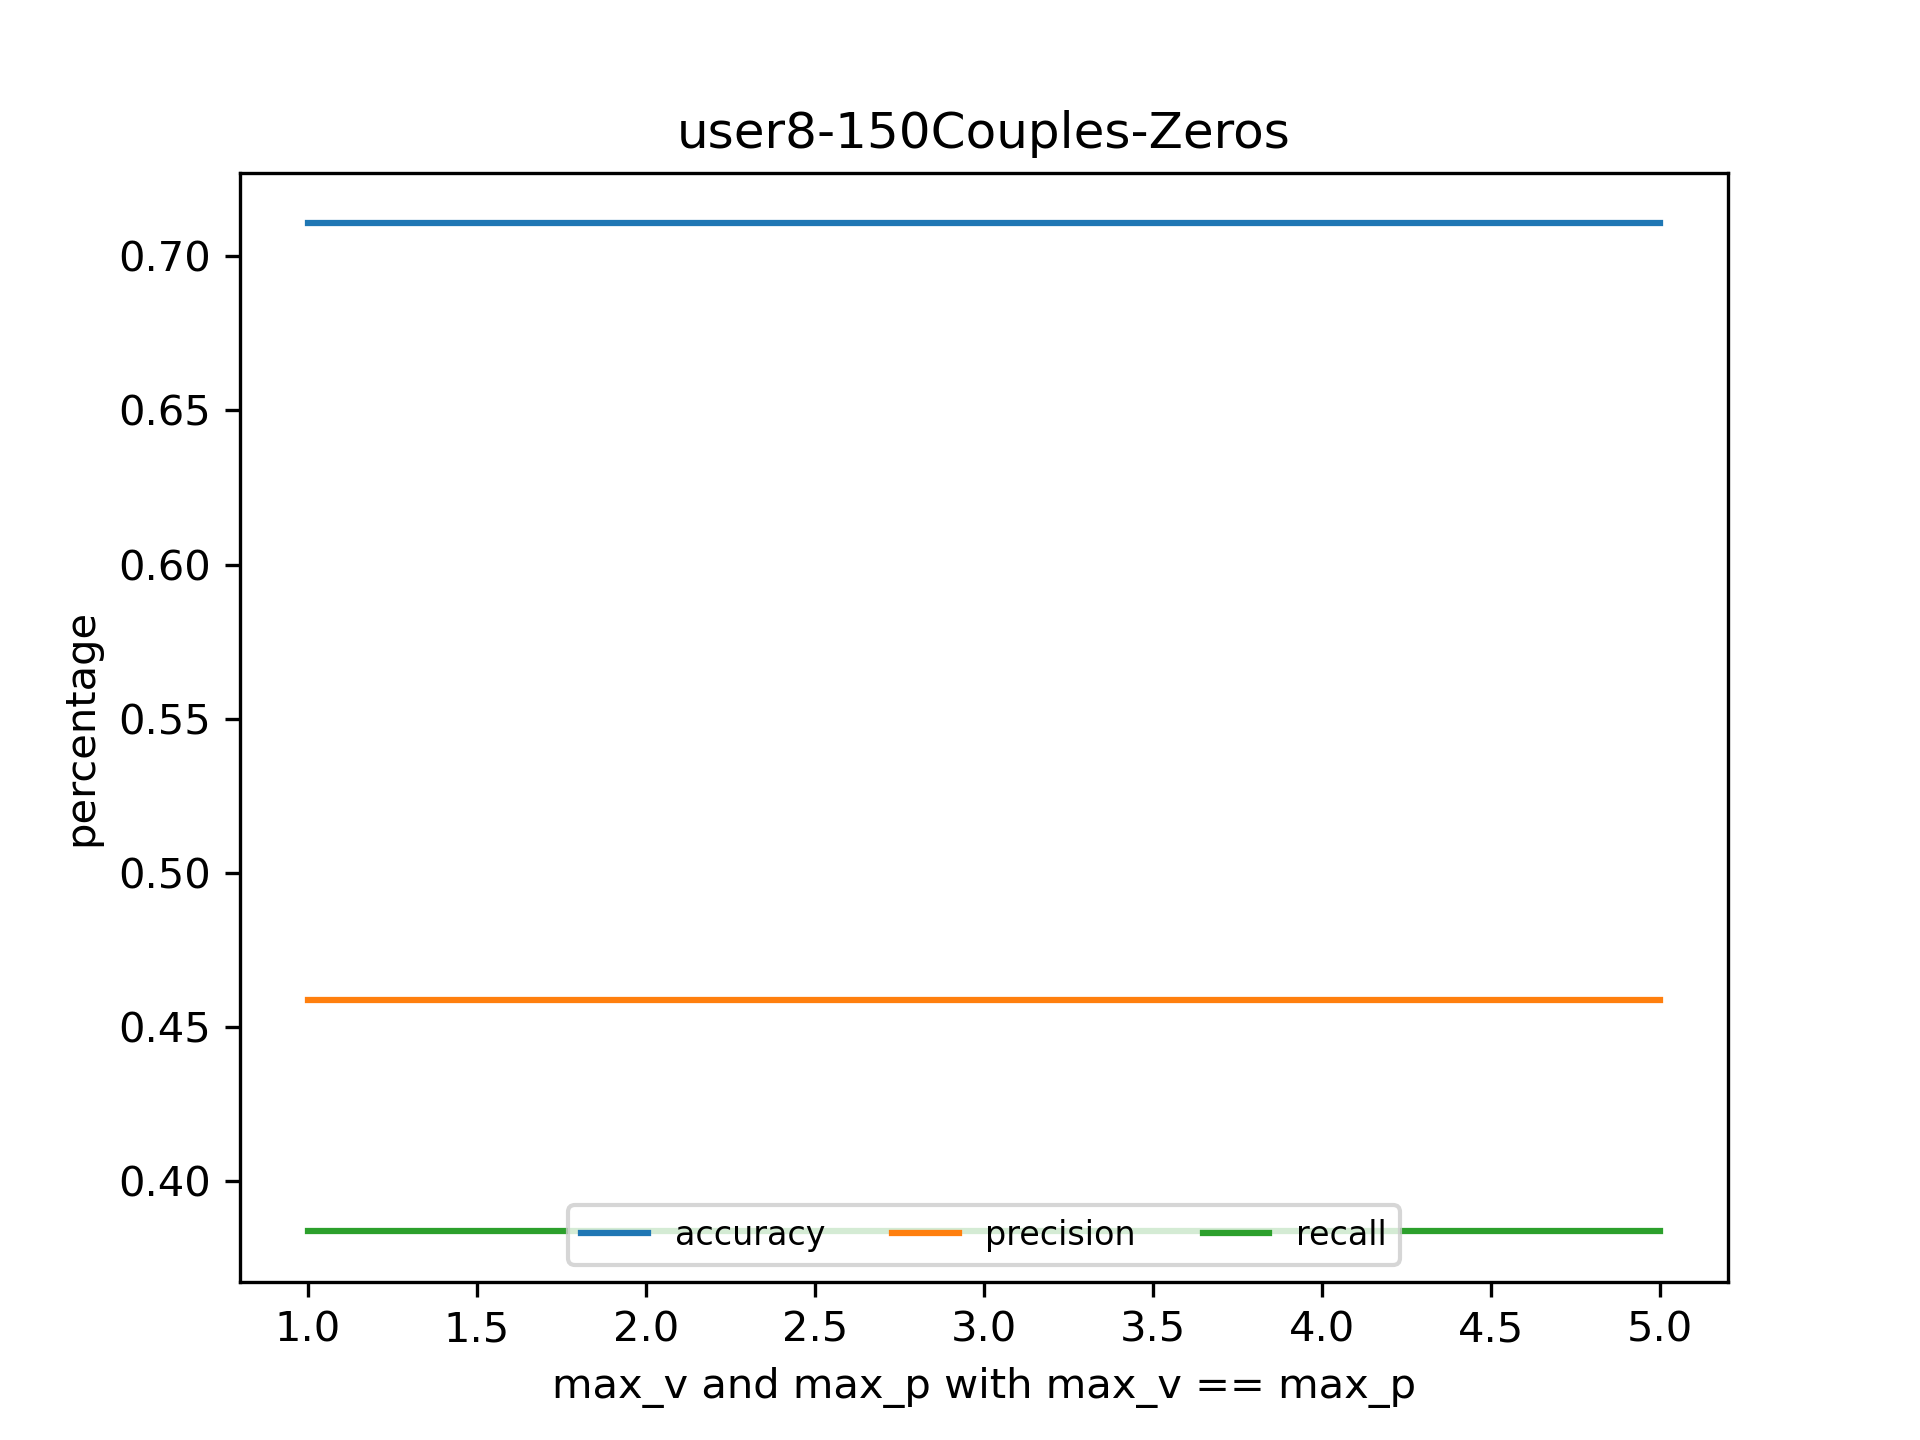 user8-150Couples-Zeros
0.70
0.65
0.60
0.55
0.50
0.45
0.40
percentage
accuracy precision recall
1.0 1.5 2.0 2.5 3.0 3.5 4.0 4.5 5.0
max_v and max_p with max_v == max_p